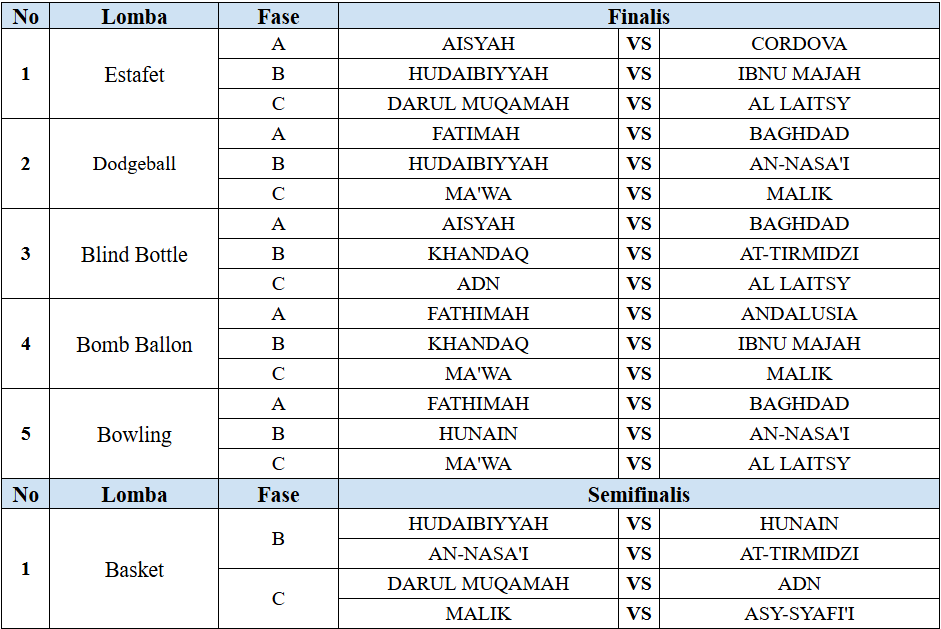 No Lomba Fase Finalis
1 Estafet A AISYAH VS CORDOVA
B HUDAIBIYYAH VS IBNU MAJAH
C DARUL MUQAMAH VS AL LAITSY
2 Dodgeball A FATIMAH VS BAGHDAD
B HUDAIBIYYAH VS AN-NASA'I
C MA'WA VS MALIK
3 Blind Bottle A AISYAH VS BAGHDAD
B KHANDAQ VS AT-TIRMIDZI
C ADN VS AL LAITSY
4 Bomb Ballon A FATHIMAH VS ANDALUSIA
B KHANDAQ VS IBNU MAJAH
C MA'WA VS MALIK
5 Bowling A FATHIMAH VS BAGHDAD
B HUNAIN VS AN-NASA'I
C MA'WA VS AL LAITSY
No Lomba Fase Semifinalis
1 Basket B HUDAIBIYYAH VS HUNAIN
AN-NASA'I VS AT-TIRMIDZI
C DARUL MUQAMAH VS ADN
MALIK VS ASY-SYAFI'I